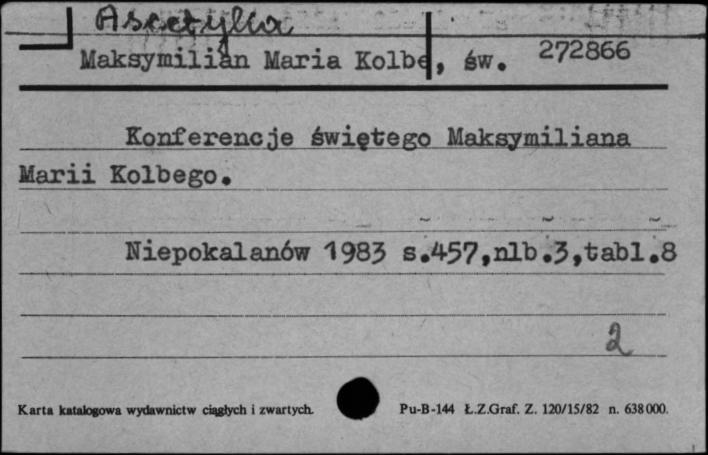 Ascetyka
Maksymilian Maria Kolbe, św. 272866
Konferencje świętego Maksymiliana
Marii Kolbego.
Niepokalanów 1983 s.457,nlb.3,tabl.8
2
Karta katalogowa wydawnictw ciągłych i zwartych. Pu-B-144 Ł.Z.Graf. Z. 120/15/82 n. 638000.